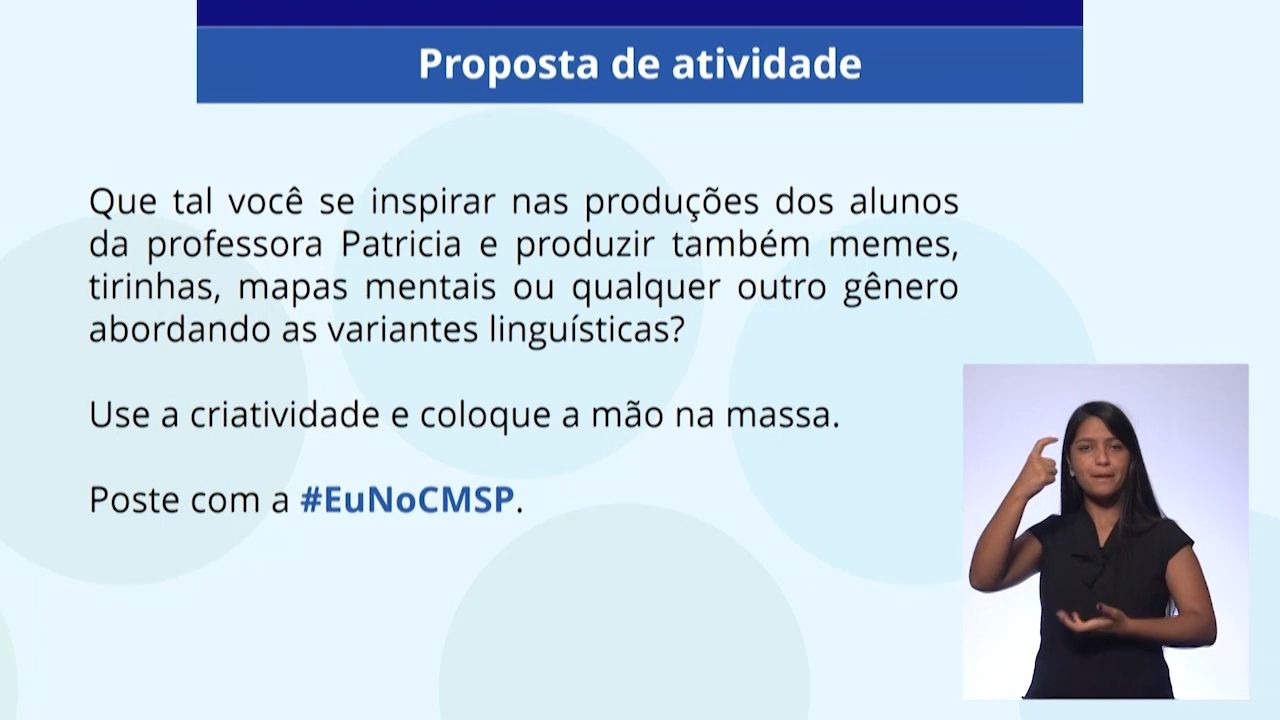 Proposta de atividade
Que tal você se inspirar nas produções dos alunos
da professora Patricia e produzir também memes,
tirinhas, mapas mentais ou qualquer outro gênero
abordando as variantes linguísticas?
Use a criatividade e coloque a mão na massa.
Poste com a #EuNoCMSP.